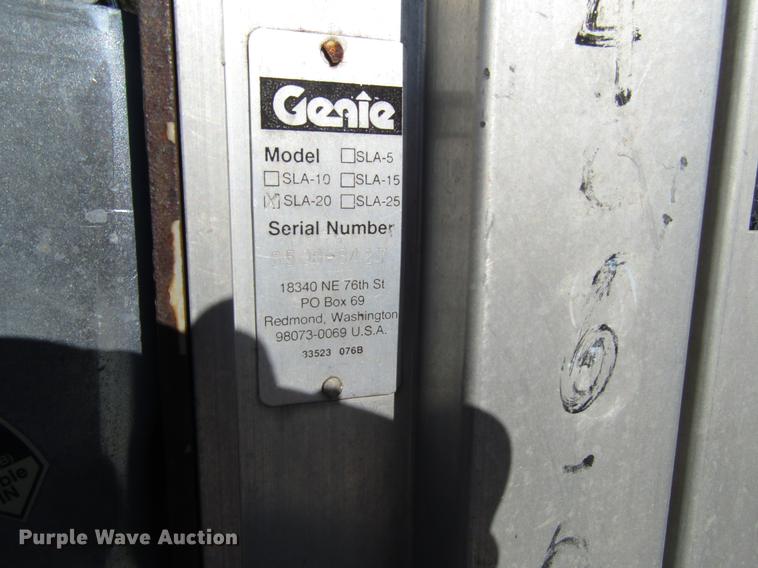 Genie
Model ☐SLA-5
☐SLA-10 ☐SLA-15
☒SLA-20 ☐SLA-25
Serial Number
18340 NE 76th St
PO Box 69
Redmond, Washington
98073-0069 U.S.A.
33523 076B
Purple Wave Auction